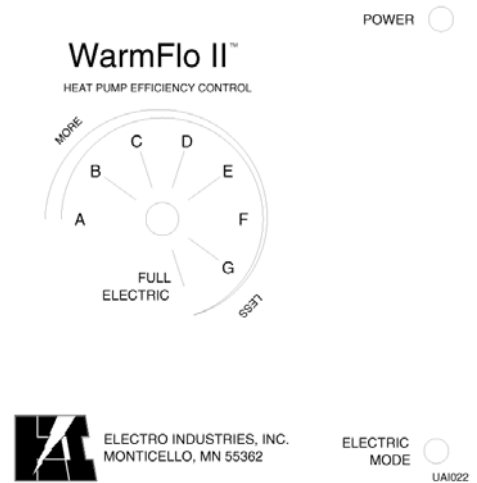 POWER
WarmFlo II™
HEAT PUMP EFFICIENCY CONTROL
MORE
C
D
B
E
A
F
G
FULL
ELECTRIC
LESS
ELECTRO INDUSTRIES, INC.
MONTICELLO, MN 55362
ELECTRIC
MODE
UAI022